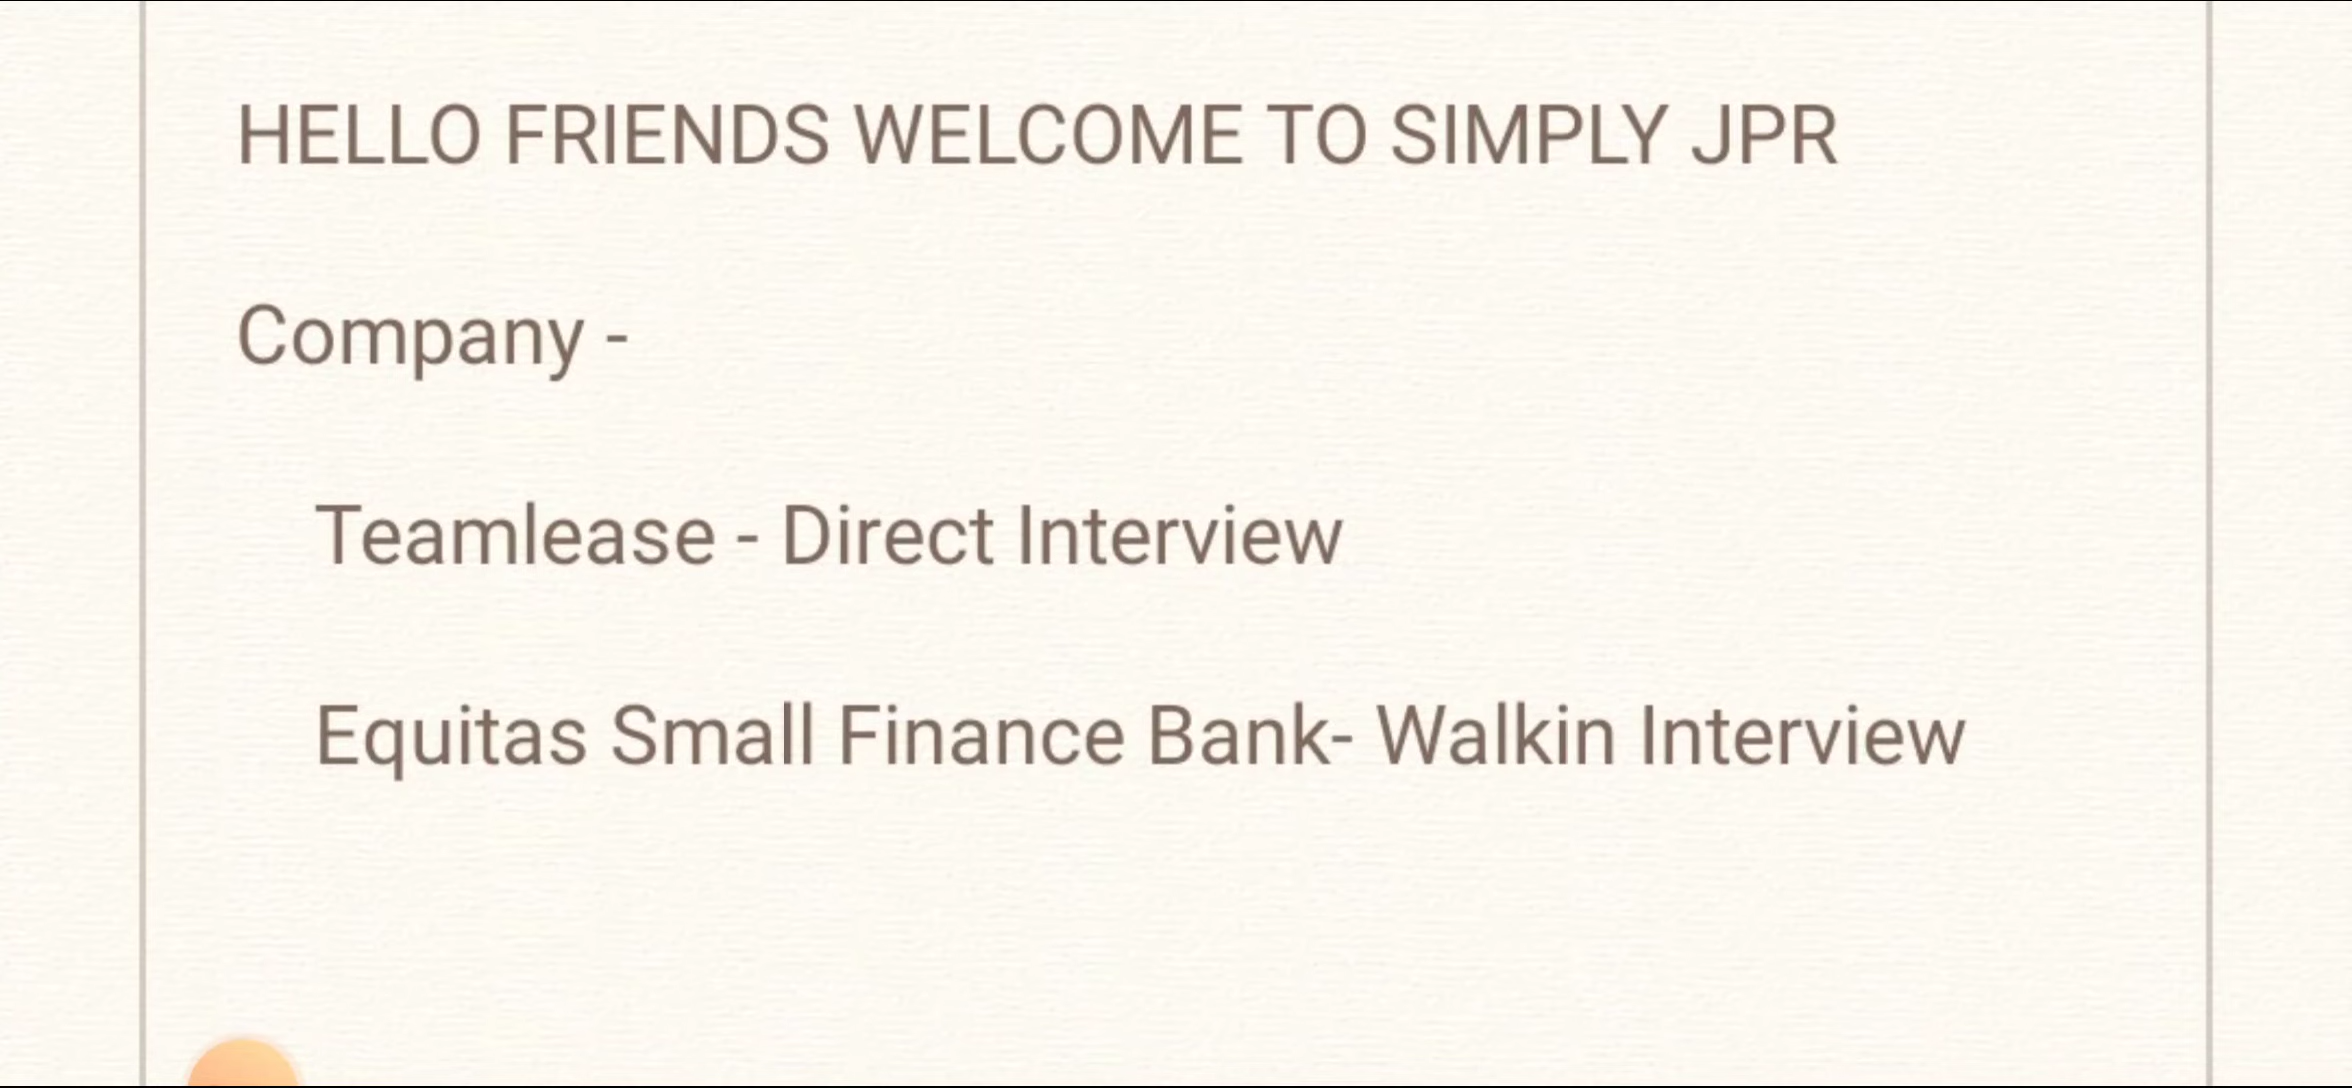 HELLO FRIENDS WELCOME TO SIMPLY JPR
Company -
Teamlease - Direct Interview
Equitas Small Finance Bank- Walkin Interview